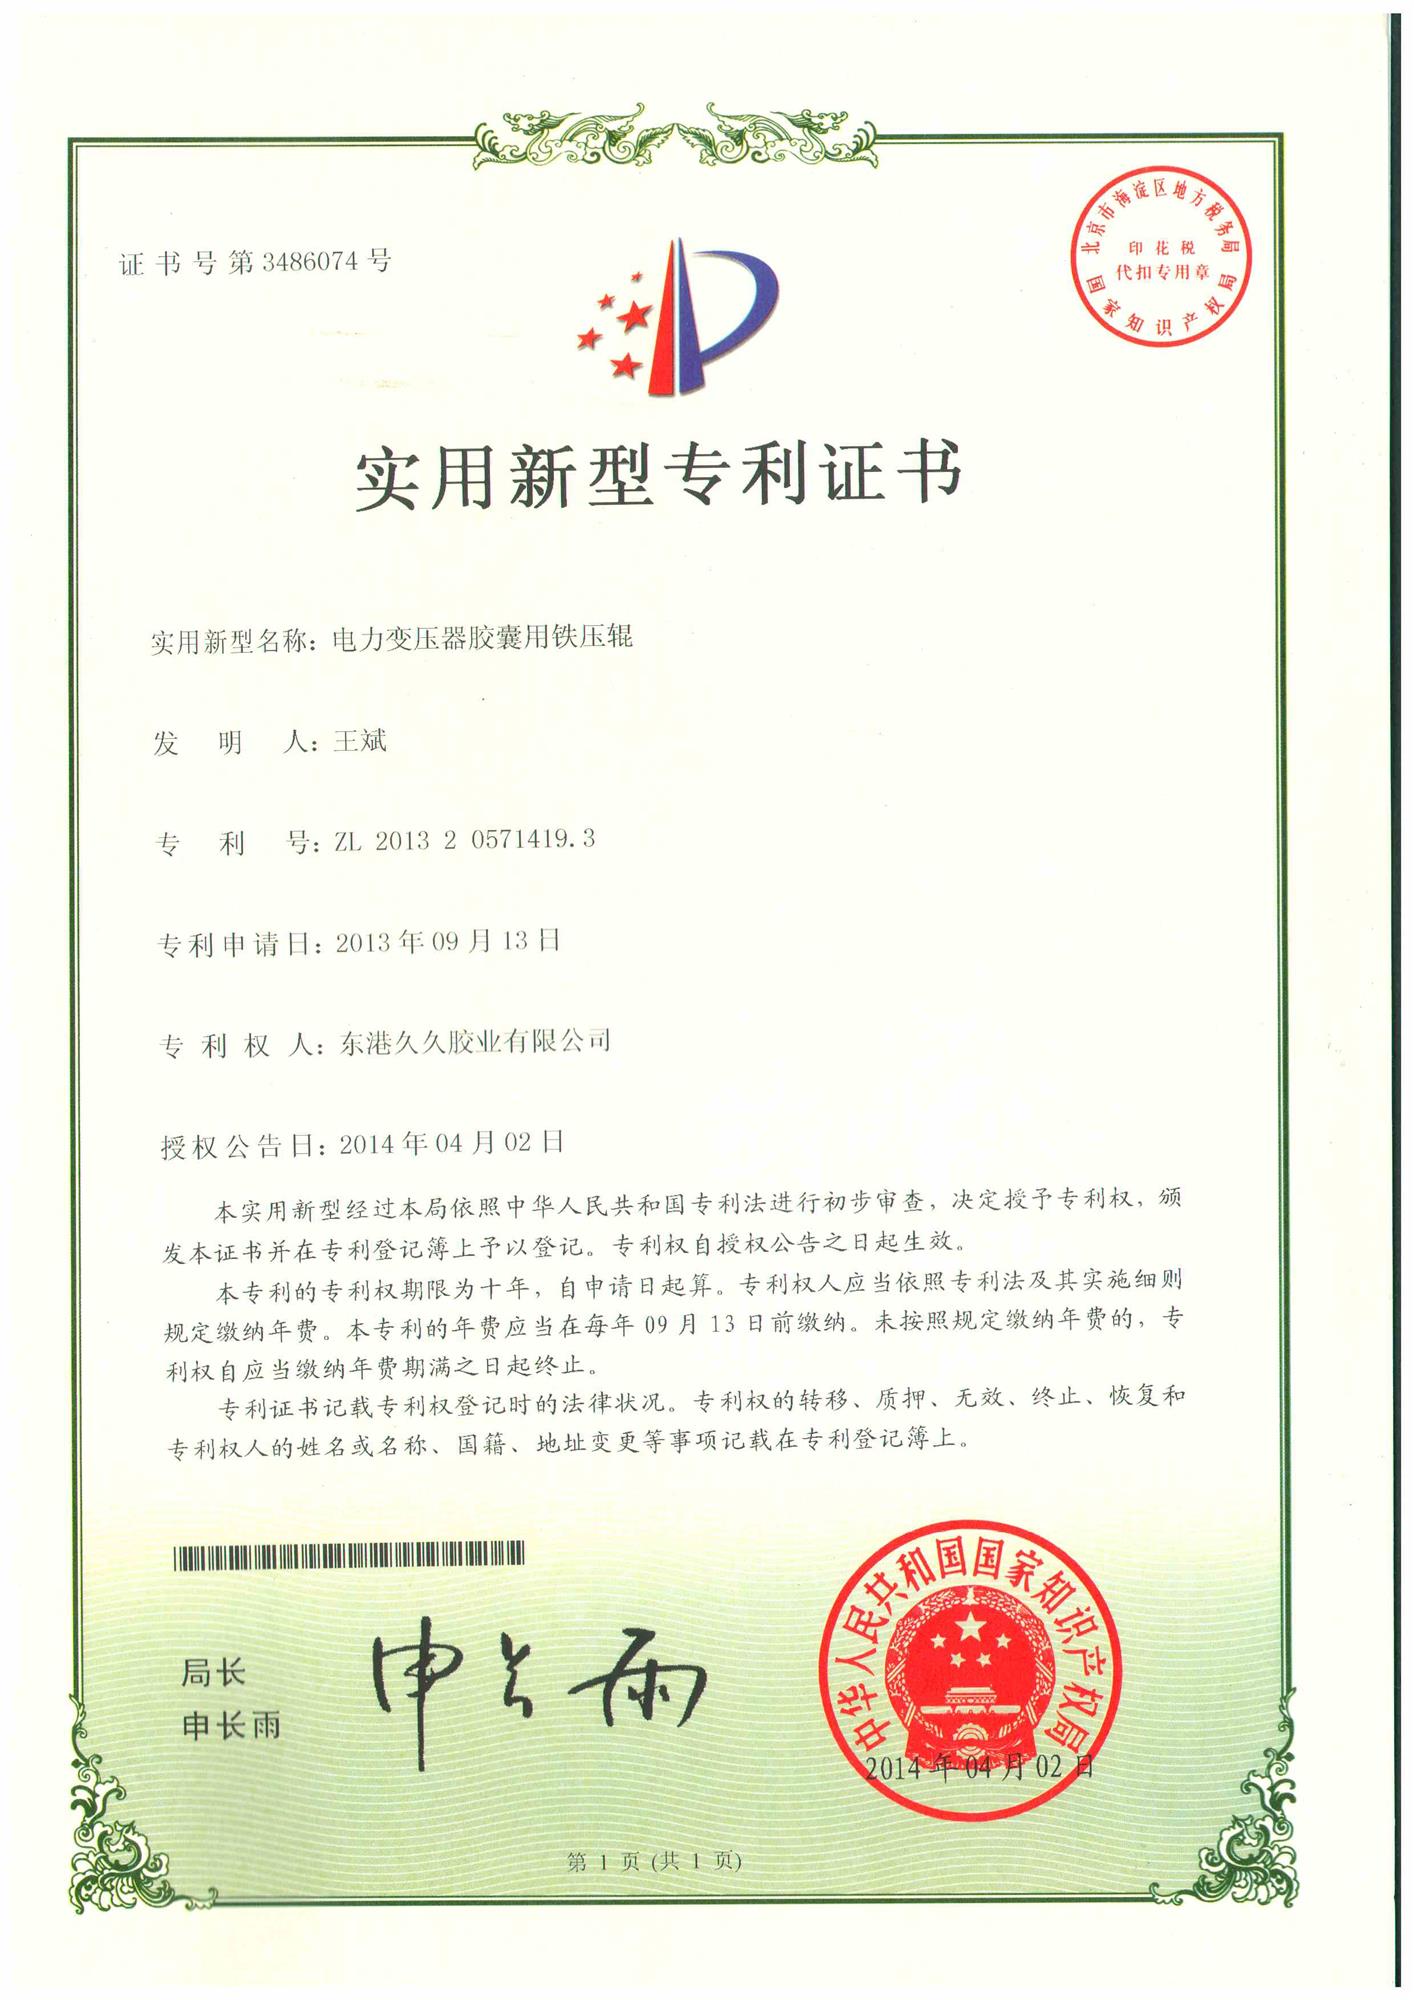 证书号第3486074号
北京市海淀区地方税务局
印花税
代扣专用章
国家知识产权局
实用新型专利证书
实用新型名称：电力变压器胶囊用铁压辊
发明人：王斌
专利号：ZL 2013 2 0571419.3
专利申请日：2013年09月13日
专利权人：东港久久胶业有限公司
授权公告日：2014年04月02日
本实用新型经过本局依照中华人民共和国专利法进行初步审查，决定授予专利权，颁
发本证书并在专利登记簿上予以登记。专利权自授权公告之日起生效。
本专利的专利权期限为十年，自申请日起算。专利权人应当依照专利法及其实施细则
规定缴纳年费。本专利的年费应当在每年09月13日前缴纳。未按照规定缴纳年费的，专
利权自应当缴纳年费期满之日起终止。
专利证书记载专利权登记时的法律状况。专利权的转移、质押、无效、终止、恢复和
专利权人的姓名或名称、国籍、地址变更等事项记载在专利登记簿上。
局长
申长雨
申长雨
中华人民共和国国家知识产权局
2014年04月02日
第1页(共1页)